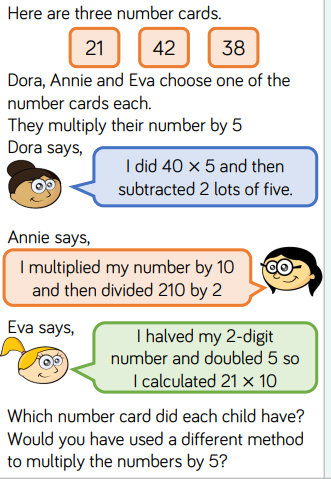 Here are three number cards.
21 42 38
Dora, Annie and Eva choose one of the
number cards each.
They multiply their number by 5
Dora says,
I did 40 × 5 and then
subtracted 2 lots of five.
Annie says,
I multiplied my number by 10
and then divided 210 by 2
Eva says,
I halved my 2-digit
number and doubled 5 so
I calculated 21 × 10
Which number card did each child have?
Would you have used a different method
to multiply the numbers by 5?